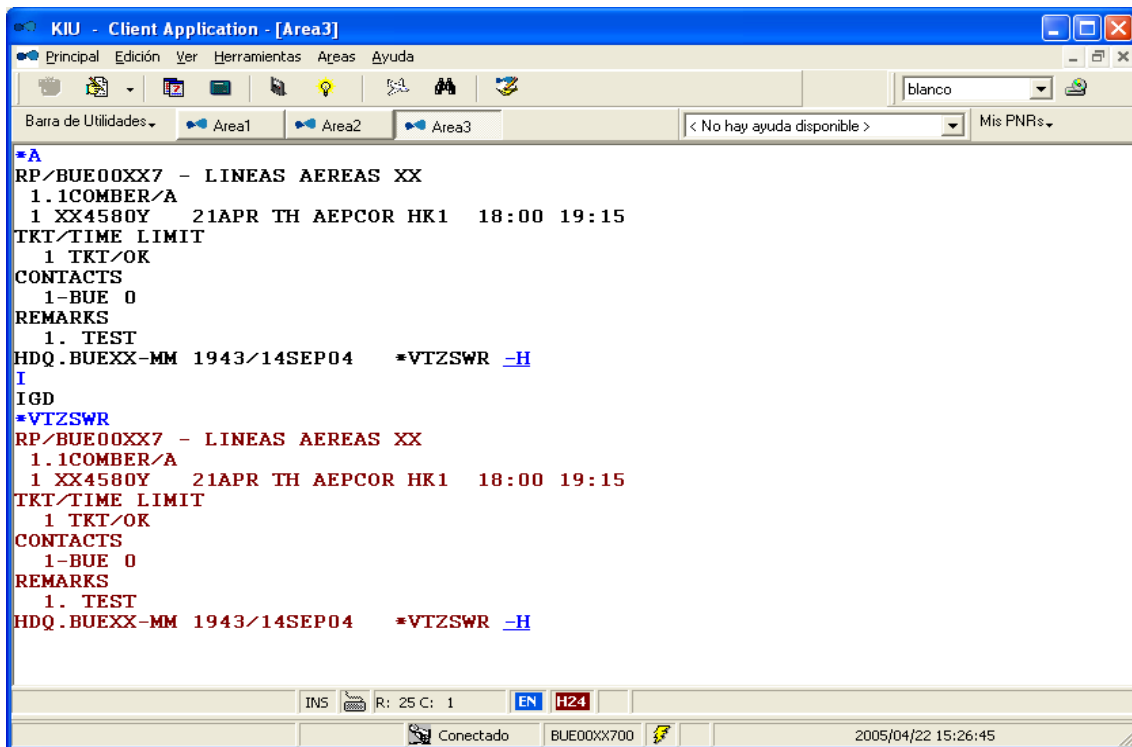 KIU - Client Application - [Area3]
Principal Edición Ver Herramientas Areas Ayuda
blanco
Barra de Utilidades Area1 Area2 Area3 < No hay ayuda disponible > Mis PNRs
*A
RP/BUE00XX7 - LINEAS AEREAS XX
1.1COMBER/A
1 XX4580Y 21APR TH AEPCOR HK1 18:00 19:15
TKT/TIME LIMIT
1 TKT/OK
CONTACTS
1-BUE 0
REMARKS
1. TEST
HDQ.BUEXX-MM 1943/14SEP04 *VTZSWR -H
I
IGD
*VTZSWR
RP/BUE00XX7 - LINEAS AEREAS XX
1.1COMBER/A
1 XX4580Y 21APR TH AEPCOR HK1 18:00 19:15
TKT/TIME LIMIT
1 TKT/OK
CONTACTS
1-BUE 0
REMARKS
1. TEST
HDQ.BUEXX-MM 1943/14SEP04 *VTZSWR -H
INS R: 25 C: 1 EN H24
Conectado BUE00XX700 2005/04/22 15:26:45